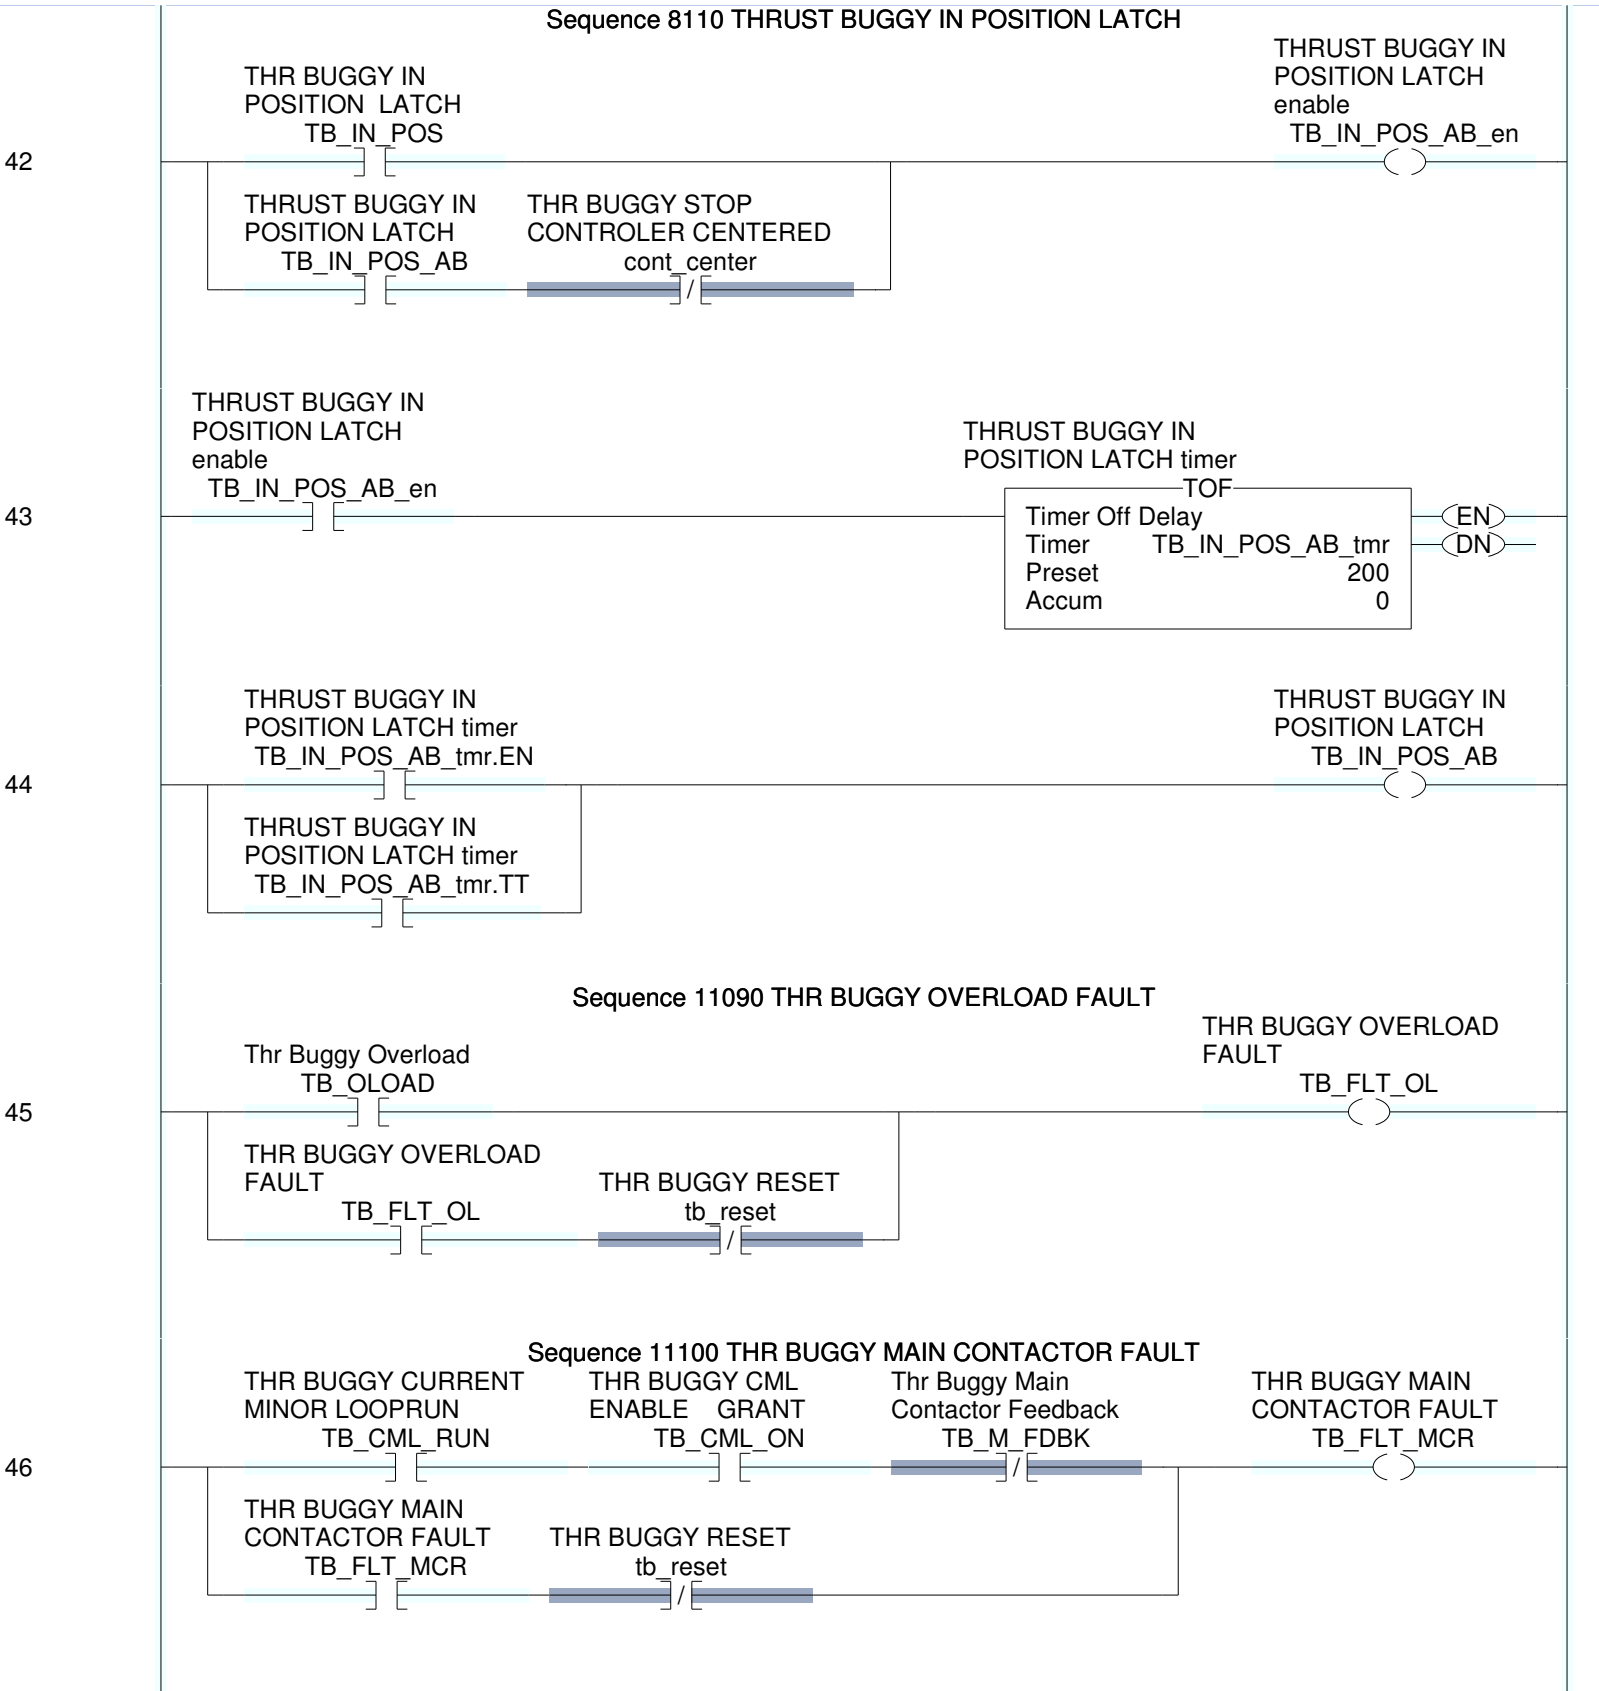 Sequence 8110 THRUST BUGGY IN POSITION LATCH
THR BUGGY IN
POSITION  LATCH
TB_IN_POS
THRUST BUGGY IN
POSITION LATCH
enable
TB_IN_POS_AB_en
42
THRUST BUGGY IN
POSITION LATCH
TB_IN_POS_AB
THR BUGGY STOP
CONTROLER CENTERED
cont_center
/
THRUST BUGGY IN
POSITION LATCH
enable
TB_IN_POS_AB_en
43
THRUST BUGGY IN
POSITION LATCH timer
TOF
Timer Off Delay
Timer TB_IN_POS_AB_tmr
Preset 200
Accum 0
EN
DN
THRUST BUGGY IN
POSITION LATCH timer
TB_IN_POS_AB_tmr.EN
THRUST BUGGY IN
POSITION LATCH
TB_IN_POS_AB
44
THRUST BUGGY IN
POSITION LATCH timer
TB_IN_POS_AB_tmr.TT
Sequence 11090 THR BUGGY OVERLOAD FAULT
Thr Buggy Overload
TB_OLOAD
THR BUGGY OVERLOAD
FAULT
TB_FLT_OL
45
THR BUGGY OVERLOAD
FAULT
TB_FLT_OL
THR BUGGY RESET
tb_reset
/
Sequence 11100 THR BUGGY MAIN CONTACTOR FAULT
THR BUGGY CURRENT
MINOR LOOPRUN
TB_CML_RUN
THR BUGGY CML
ENABLE    GRANT
TB_CML_ON
Thr Buggy Main
Contactor Feedback
TB_M_FDBK
/
THR BUGGY MAIN
CONTACTOR FAULT
TB_FLT_MCR
46
THR BUGGY MAIN
CONTACTOR FAULT
TB_FLT_MCR
THR BUGGY RESET
tb_reset
/